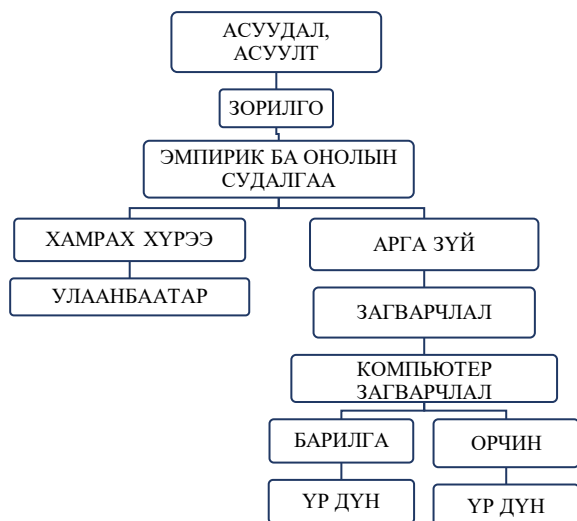 АСУУДАЛ,
АСУУЛТ
ЗОРИЛГО
ЭМПИРИК БА ОНОЛЫН
СУДАЛГАА
ХАМРАХ ХҮРЭЭ
АРГА ЗҮЙ
УЛААНБААТАР
ЗАГВАРЧЛАЛ
КОМПЬЮТЕР
ЗАГВАРЧЛАЛ
БАРИЛГА
ОРЧИН
ҮР ДҮН
ҮР ДҮН